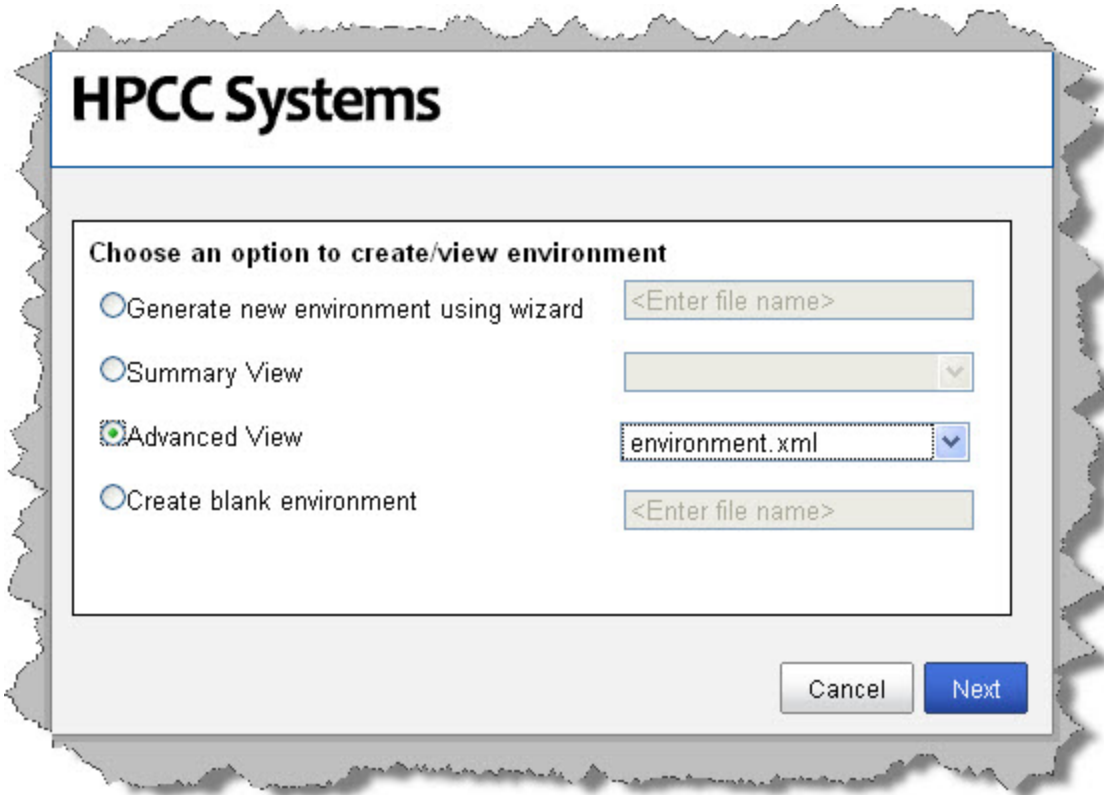 HPCC Systems
Choose an option to create/view environment
Generate new environment using wizard <Enter file name>
Summary View
Advanced View environment.xml
Create blank environment <Enter file name>
Cancel Next